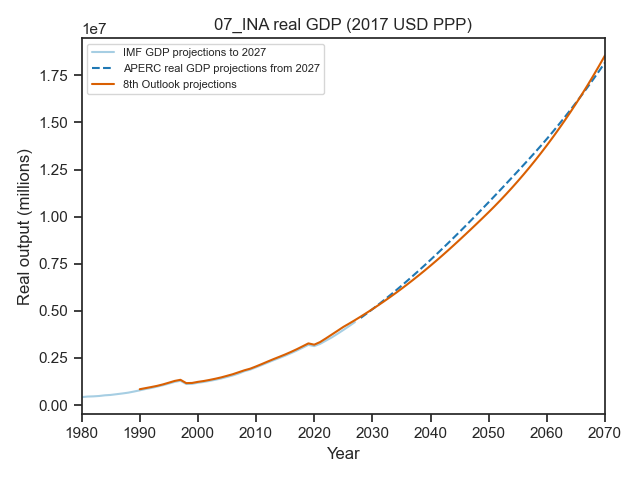 07_INA real GDP (2017 USD PPP)
1e7
IMF GDP projections to 2027
APERC real GDP projections from 2027
8th Outlook projections
1.75
1.50
1.25
1.00
0.75
0.50
0.25
0.00
Real output (millions)
1980 1990 2000 2010 2020 2030 2040 2050 2060 2070
Year